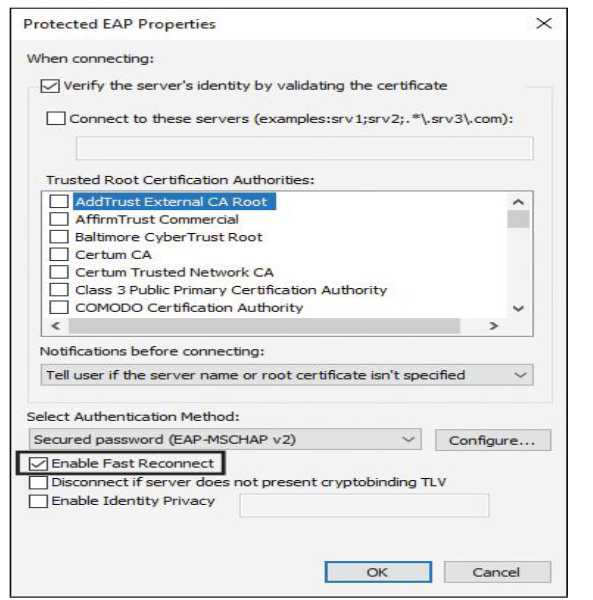 Protected EAP Properties
When connecting:
Verify the server's identity by validating the certificate
Connect to these servers (examples:srv1;srv2;.*\.srv3\.com):
Trusted Root Certification Authorities:
AddTrust External CA Root
AffirmTrust Commercial
Baltimore CyberTrust Root
Certum CA
Certum Trusted Network CA
Class 3 Public Primary Certification Authority
COMODO Certification Authority
Notifications before connecting:
Tell user if the server name or root certificate isn't specified
Select Authentication Method:
Secured password (EAP-MSCHAP v2) Configure...
Enable Fast Reconnect
Disconnect if server does not present cryptobinding TLV
Enable Identity Privacy
OK Cancel